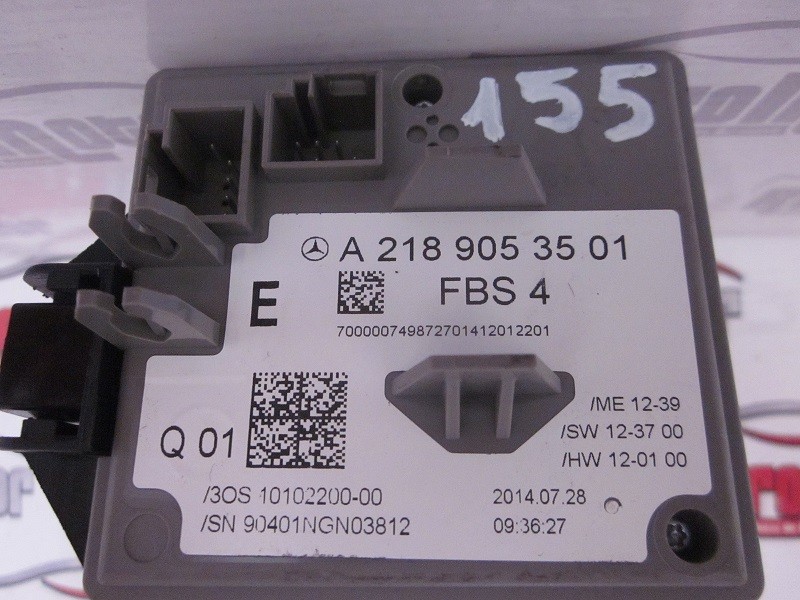 155
A 218 905 35 01
FBS 4
E
700000749872701412012201
Q 01
/ME 12-39
/SW 12-37 00
/HW 12-01 00
/3OS 10102200-00
2014.07.28
/SN 90401NGN03812
09:36:27